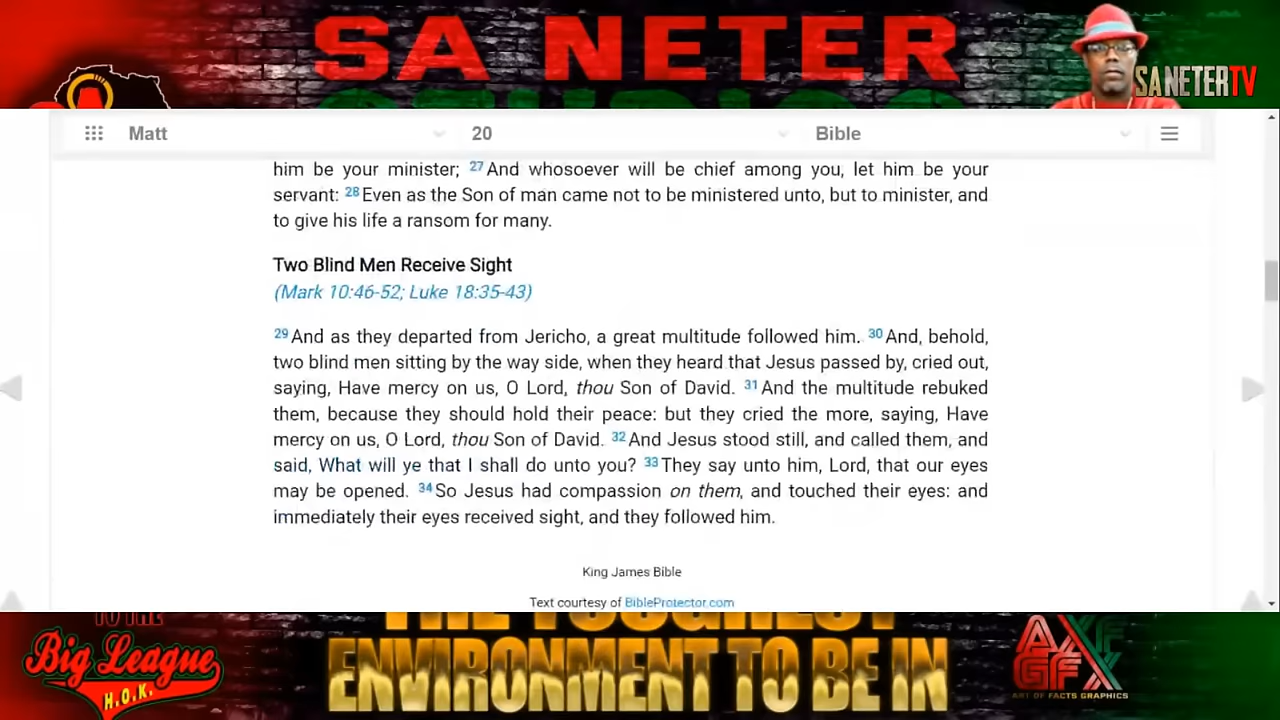 SA NETER
SANETERTV
Matt 20 Bible
him be your minister; 27 And whosoever will be chief among you, let him be your
servant: 28 Even as the Son of man came not to be ministered unto, but to minister, and
to give his life a ransom for many.
Two Blind Men Receive Sight
(Mark 10:46-52; Luke 18:35-43)
29 And as they departed from Jericho, a great multitude followed him. 30 And, behold,
two blind men sitting by the way side, when they heard that Jesus passed by, cried out,
saying, Have mercy on us, O Lord, thou Son of David. 31 And the multitude rebuked
them, because they should hold their peace: but they cried the more, saying, Have
mercy on us, O Lord, thou Son of David. 32 And Jesus stood still, and called them, and
said, What will ye that I shall do unto you? 33 They say unto him, Lord, that our eyes
may be opened. 34 So Jesus had compassion on them, and touched their eyes: and
immediately their eyes received sight, and they followed him.
King James Bible
Text courtesy of BibleProtector.com
TO THE
Big League
H.O.K.
THE TOUGHEST
ENVIRONMENT TO BE IN
AXF
GFX
ART OF FACTS GRAPHICS